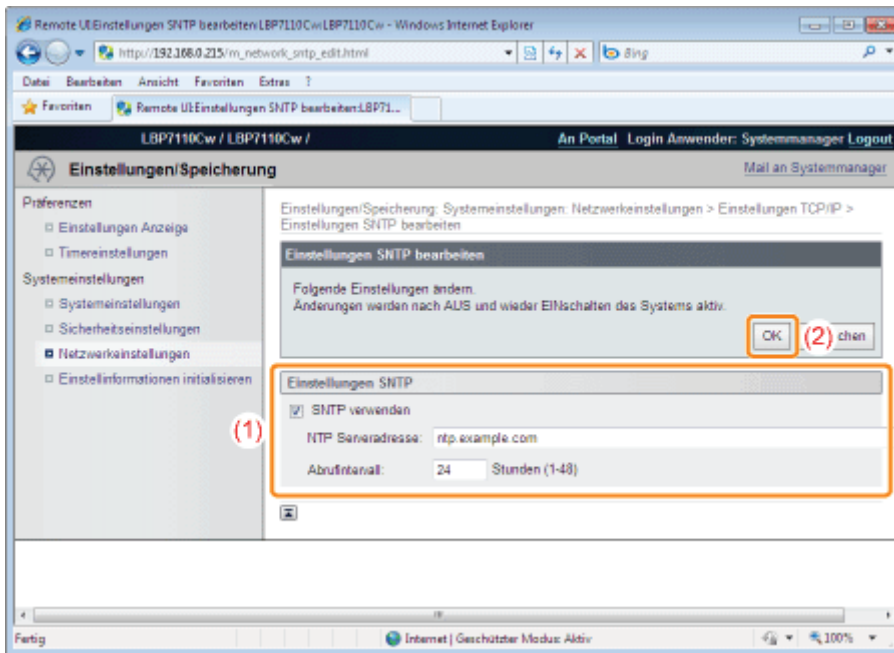 Remote UI:Einstellungen SNTP bearbeiten:LBP7110Cw:LBP7110Cw - Windows Internet Explorer
http://192.168.0.215/m_network_sntp_edit.html
Bing
Datei Bearbeiten Ansicht Favoriten Extras ?
Favoriten Remote UI:Einstellungen SNTP bearbeiten:LBP71...
LBP7110Cw / LBP7110Cw /
An Portal Login Anwender: Systemmanager Logout
Einstellungen/Speicherung
Mail an Systemmanager
Präferenzen
Einstellungen Anzeige
Timereinstellungen
Systemeinstellungen
Systemeinstellungen
Sicherheitseinstellungen
Netzwerkeinstellungen
Einstellinformationen initialisieren
Einstellungen/Speicherung: Systemeinstellungen: Netzwerkeinstellungen > Einstellungen TCP/IP >
Einstellungen SNTP bearbeiten
Einstellungen SNTP bearbeiten
Folgende Einstellungen ändern.
Änderungen werden nach AUS und wieder EINschalten des Systems aktiv.
OK (2) chen
Einstellungen SNTP
(1)
SNTP verwenden
NTP Serveradresse: ntp.example.com
Abrufintervall: 24 Stunden (1-48)
Fertig
Internet | Geschützter Modus: Aktiv
100%